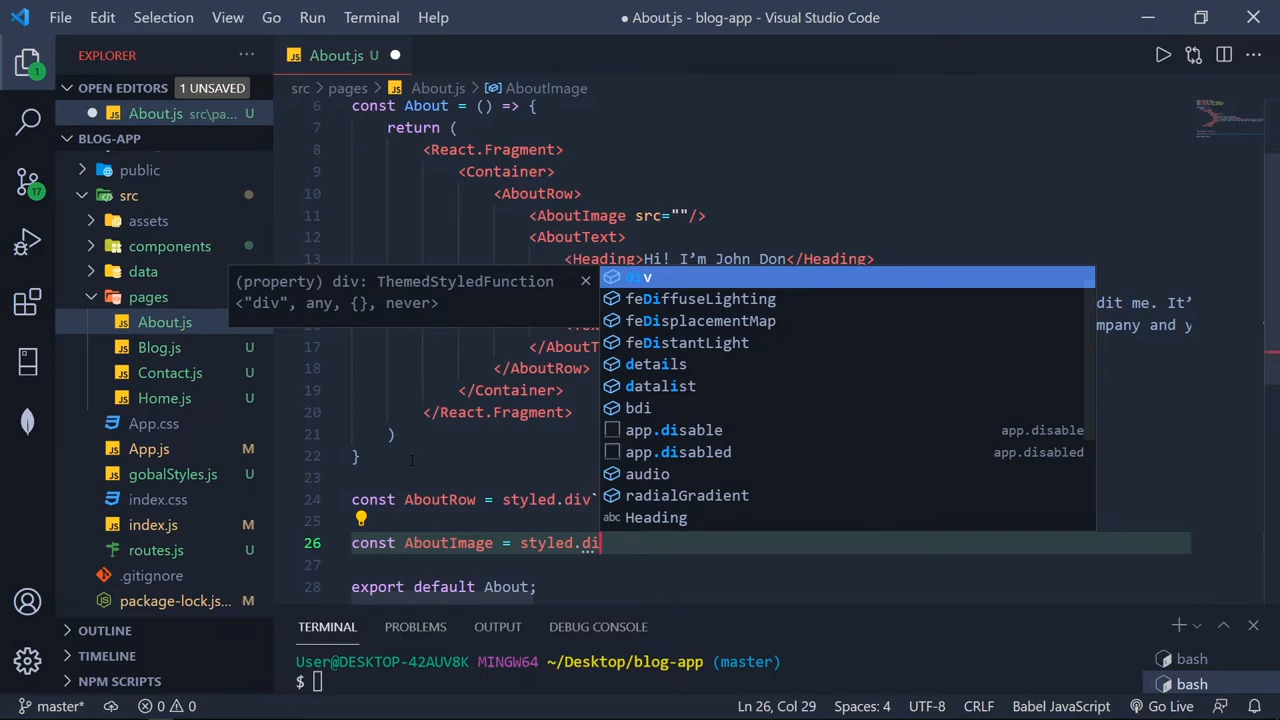 File Edit Selection View Go Run Terminal Help
● About.js - blog-app - Visual Studio Code
EXPLORER
About.js U
OPEN EDITORS 1 UNSAVED
About.js src\pa... U
src > pages > About.js > AboutImage
BLOG-APP
public
src
assets
components
data
pages
About.js U
Blog.js U
Contact.js U
Home.js U
App.css
App.js M
gobalStyles.js U
index.css
index.js M
routes.js U
.gitignore
package-lock.js... M
OUTLINE
TIMELINE
NPM SCRIPTS
1
17
6 const About = () => {
7 return (
8 <React.Fragment>
9 <Container>
10 <AboutRow>
11 <AboutImage src=""/>
12 <AboutText>
13 <Heading>Hi! I'm John Don</Heading>
dit me. It'
mpany and y
17 </AboutT
18 </AboutRow>
19 </Container>
20 </React.Fragment>
21 )
22 }
23
24 const AboutRow = styled.div`
25
26 const AboutImage = styled.di
27
28 export default About;
(property) div: ThemedStyledFunction
<"div", any, {}, never>
div
feDiffuseLighting
feDisplacementMap
feDistantLight
details
datalist
bdi
app.disable app.disable
app.disabled app.disabled
audio
radialGradient
abc Heading
TERMINAL PROBLEMS OUTPUT DEBUG CONSOLE
User@DESKTOP-42AUV8K MINGW64 ~/Desktop/blog-app (master)
$
bash
bash
master* 0 0 Ln 26, Col 29 Spaces: 4 UTF-8 CRLF Babel JavaScript Go Live